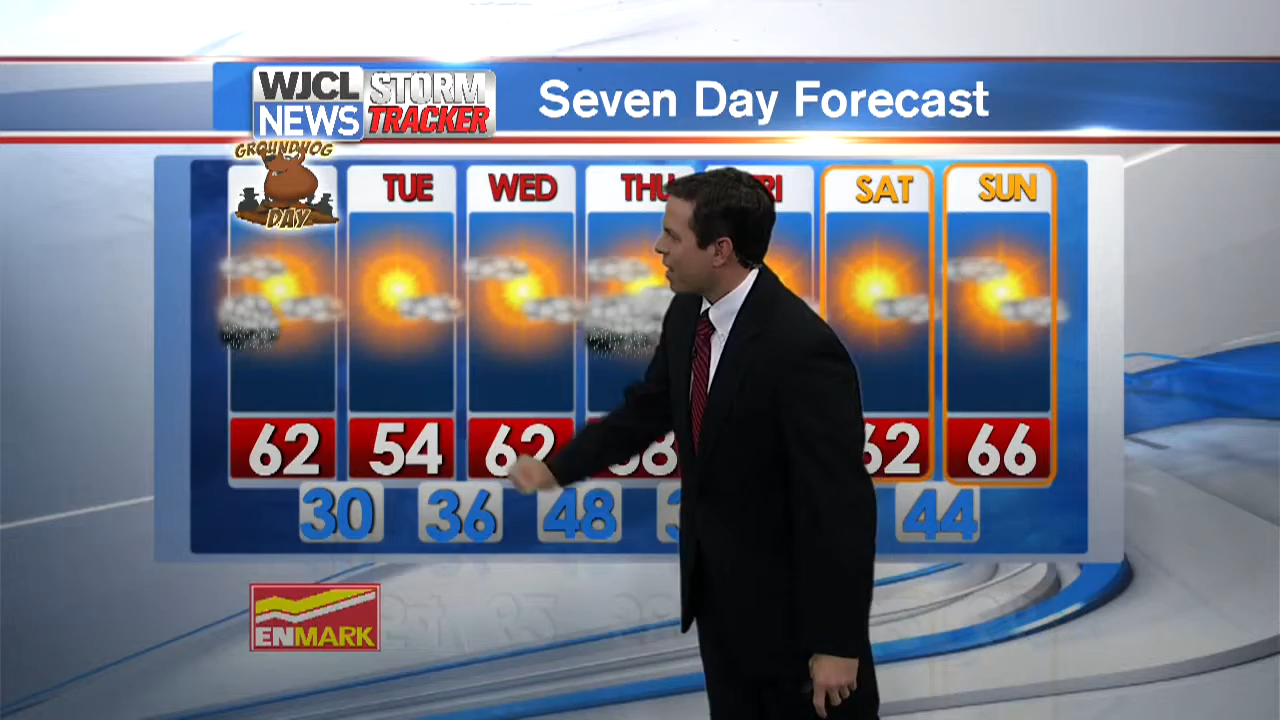 WJCL
NEWS
STORM
TRACKER
Seven Day Forecast
GROUNDHOG
DAY
TUE
WED
THU
SAT
SUN
62
54
62
62
66
30
36
48
44
ENMARK